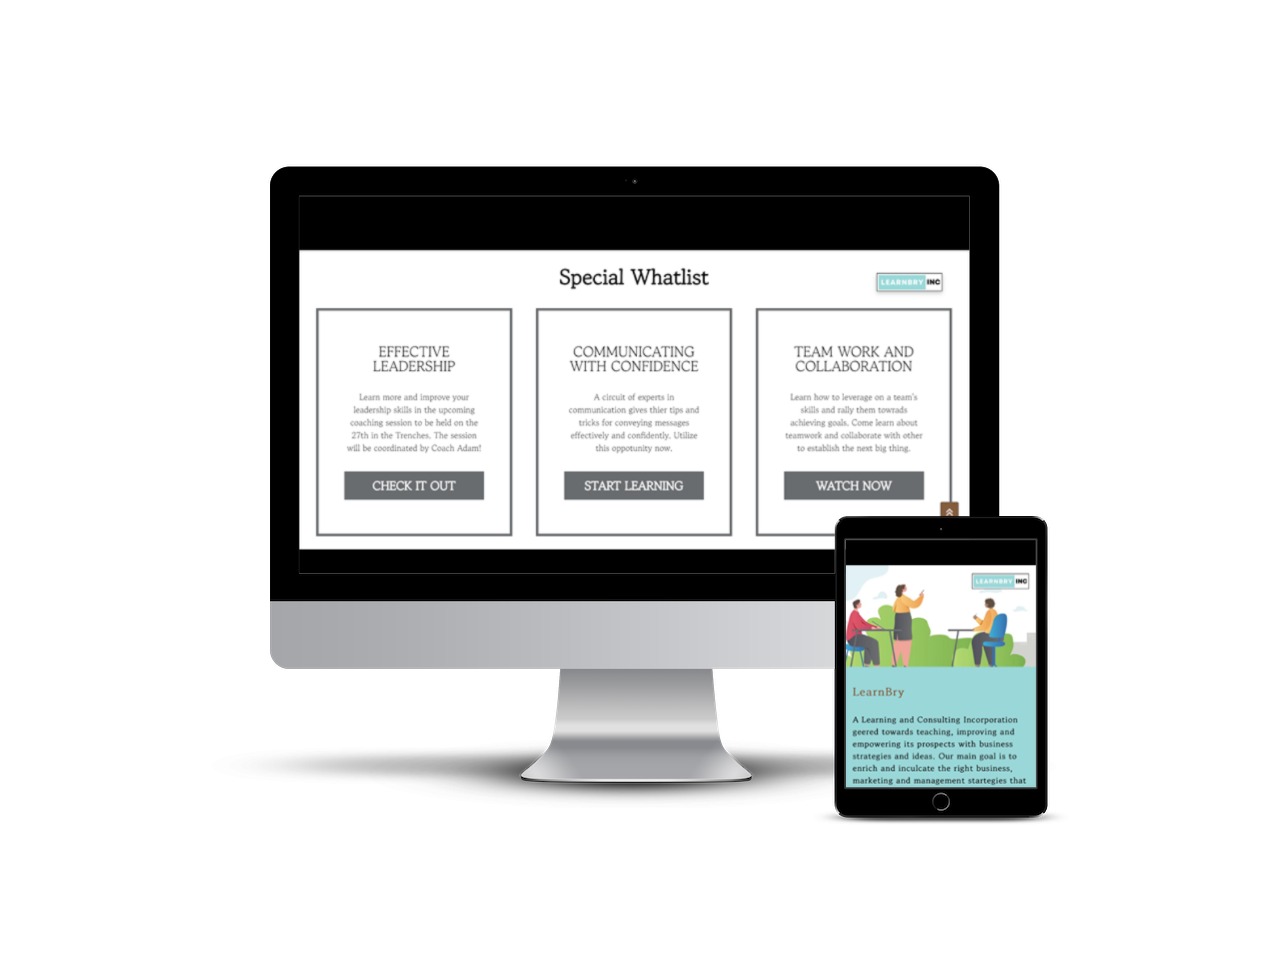 Special Whatlist
LEARNBRY INC
EFFECTIVE
LEADERSHIP
Learn more and improve your
leadership skills in the upcoming
coaching session to be held on the
27th in the Trenches. The session
will be coordinated by Coach Adam!
CHECK IT OUT
COMMUNICATING
WITH CONFIDENCE
A circuit of experts in
communication gives thier tips and
tricks for conveying messages
effectively and confidently. Utilize
this oppotunity now.
START LEARNING
TEAM WORK AND
COLLABORATION
Learn how to leverage on a team's
skills and rally them towrads
achieving goals. Come learn about
teamwork and collaborate with other
to establish the next big thing.
WATCH NOW
LEARNBRY INC
LearnBry
A Learning and Consulting Incorporation
geered towards teaching, improving and
empowering its prospects with business
strategies and ideas. Our main goal is to
enrich and inculcate the right business,
marketing and management startegies that